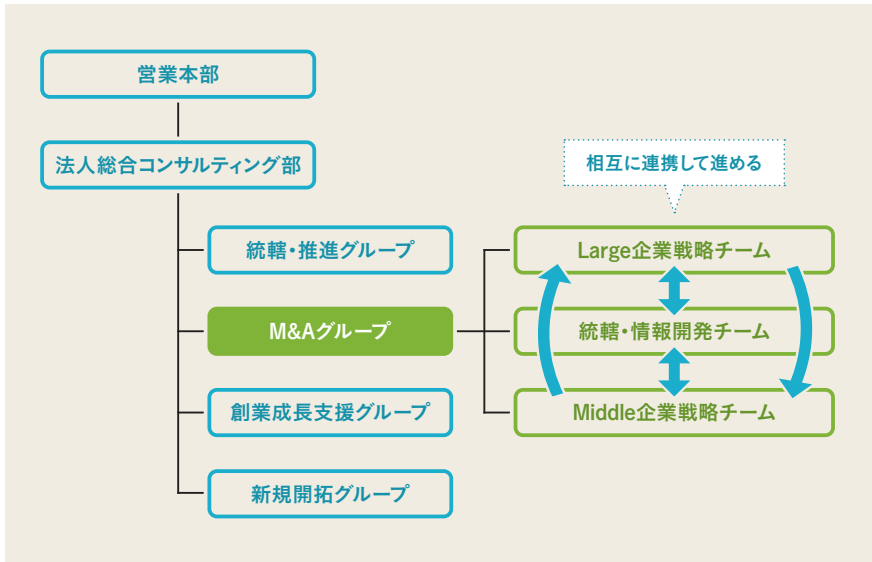 営業本部
法人総合コンサルティング部
相互に連携して進める
統轄・推進グループ
Large企業戦略チーム
M&Aグループ
統轄・情報開発チーム
創業成長支援グループ
Middle企業戦略チーム
新規開拓グループ